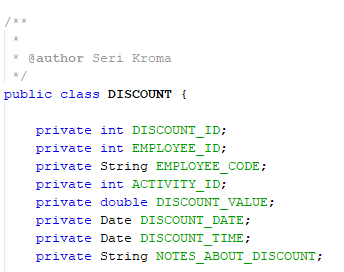 /**
 *
 * @author Seri Kroma
 */
public class DISCOUNT {
private int DISCOUNT_ID;
private int EMPLOYEE_ID;
private String EMPLOYEE_CODE;
private int ACTIVITY_ID;
private double DISCOUNT_VALUE;
private Date DISCOUNT_DATE;
private Date DISCOUNT_TIME;
private String NOTES_ABOUT_DISCOUNT;